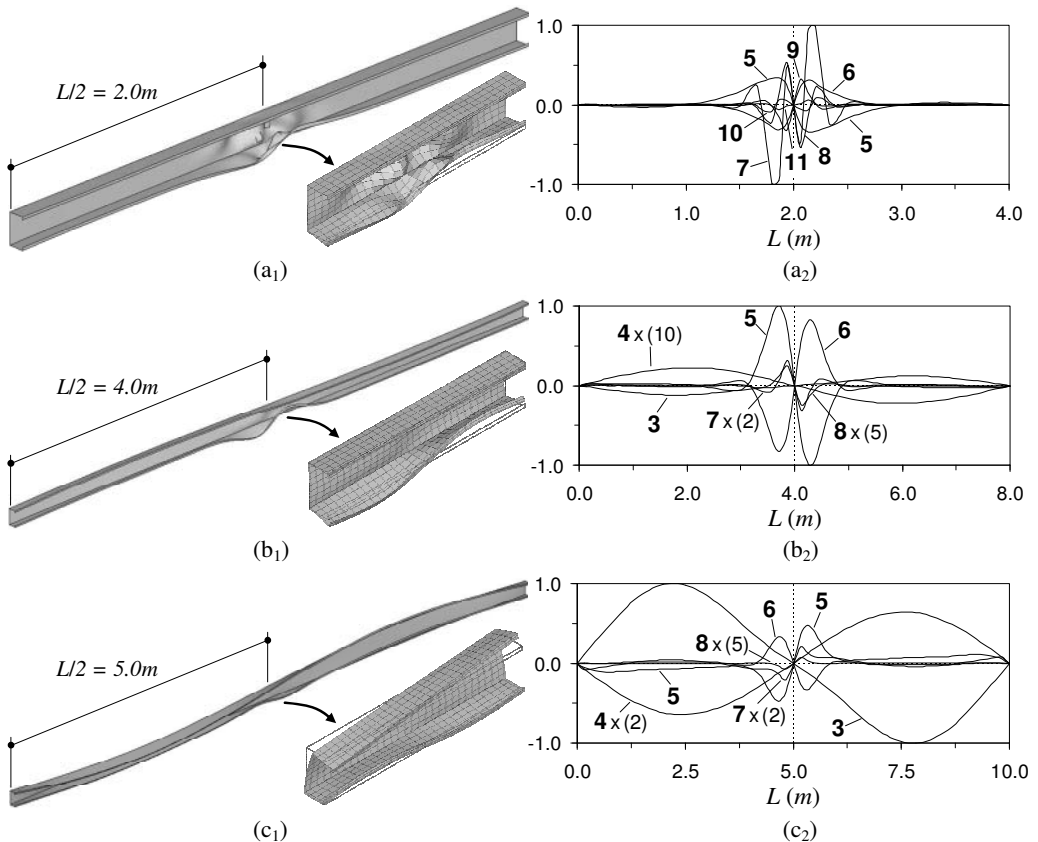 L/2 = 2.0m
(a1)
1.0
0.0
-1.0
5
9
6
10
7
11
8
5
0.0 1.0 2.0 3.0 4.0
L (m)
(a2)
L/2 = 4.0m
(b1)
1.0
0.0
-1.0
4 x (10)
5
6
3
7 x (2)
8 x (5)
0.0 2.0 4.0 6.0 8.0
L (m)
(b2)
L/2 = 5.0m
(c1)
1.0
0.0
-1.0
6
5
8 x (5)
5
4 x (2)
7 x (2)
3
0.0 2.5 5.0 7.5 10.0
L (m)
(c2)